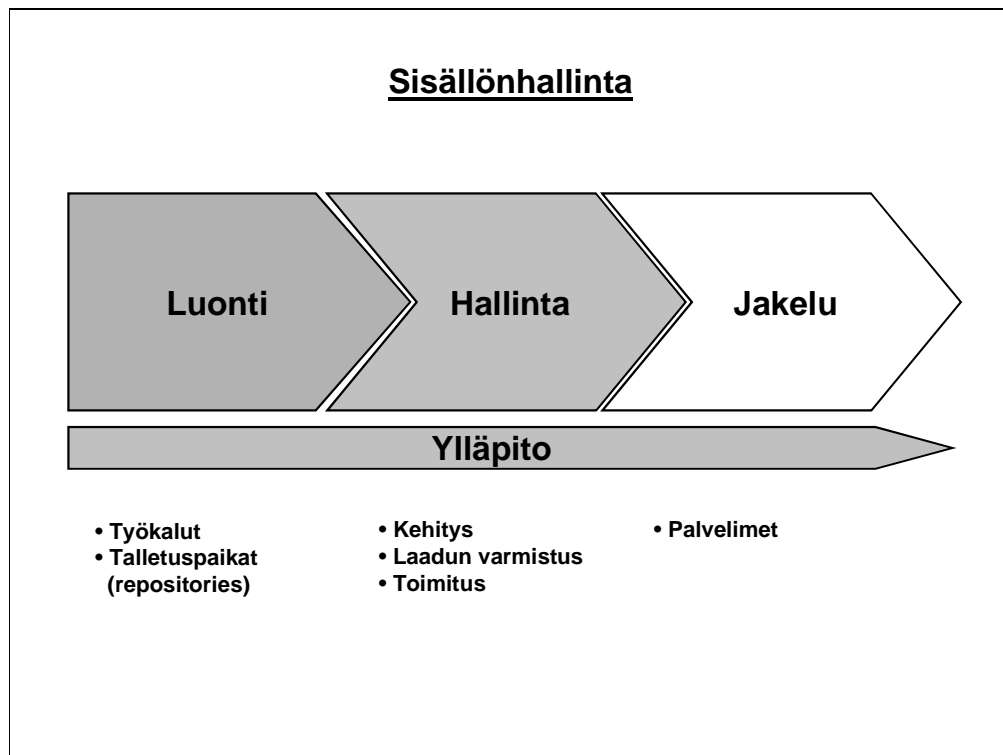 Sisällönhallinta
Luonti
Hallinta
Jakelu
Ylläpito
• Työkalut
• Talletuspaikat
(repositories)
• Kehitys
• Laadun varmistus
• Toimitus
• Palvelimet